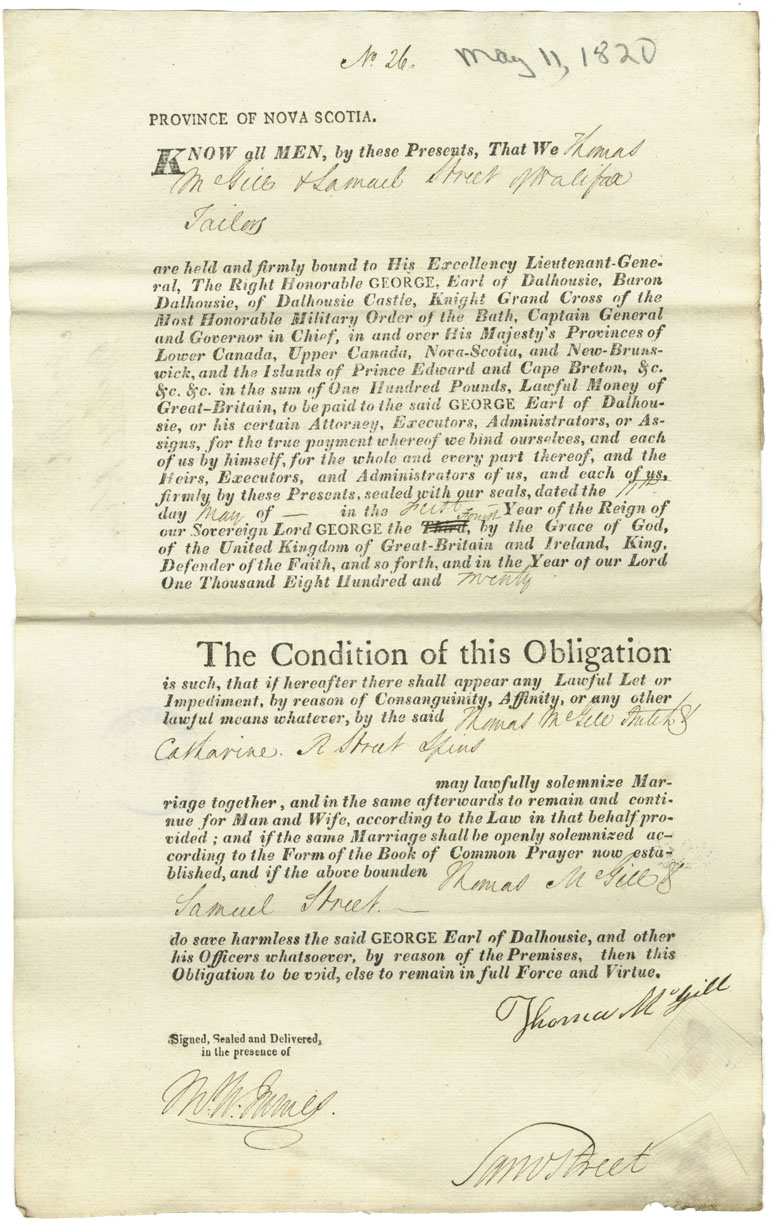 No 26. May 11, 1820
PROVINCE OF NOVA SCOTIA.
KNOW all MEN, by these Presents, That We Thomas
McGill & Samuel Street of Halifax
Tailors
are held and firmly bound to His Excellency Lieutenant-Gene-
ral, The Right Honorable GEORGE, Earl of Dalhousie, Baron
Dalhousie, of Dalhousie Castle, Knight Grand Cross of the
Most Honorable Military Order of the Bath, Captain General
and Governor in Chief, in and over His Majesty's Provinces of
Lower Canada, Upper Canada, Nova-Scotia, and New-Bruns-
wick, and the Islands of Prince Edward and Cape Breton, &c.
&c. &c. in the sum of One Hundred Pounds, Lawful Money of
Great-Britain, to be paid to the said GEORGE Earl of Dalhou-
sie, or his certain Attorney, Executors, Administrators, or As-
signs, for the true payment whereof we bind ourselves, and each
of us by himself, for the whole and every part thereof, and the
Heirs, Executors, and Administrators of us, and each of us,
firmly by these Presents, sealed with our seals, dated the 11th
day May of — in the First Year of the Reign of
our Sovereign Lord GEORGE the Third, Fourth by the Grace of God,
of the United Kingdom of Great-Britain and Ireland, King,
Defender of the Faith, and so forth, and in the Year of our Lord
One Thousand Eight Hundred and Twenty
The Condition of this Obligation
is such, that if hereafter there shall appear any Lawful Let or
Impediment, by reason of Consanguinity, Affinity, or any other
lawful means whatever, by the said Thomas McGill &
Catharine. R Street Spins
may lawfully solemnize Mar-
riage together, and in the same afterwards to remain and conti-
nue for Man and Wife, according to the Law in that behalf pro-
vided; and if the same Marriage shall be openly solemnized ac-
cording to the Form of the Book of Common Prayer now esta-
blished, and if the above bounden Thomas McGill &
Samuel Street. —
do save harmless the said GEORGE Earl of Dalhousie, and other
his Officers whatsoever, by reason of the Premises, then this
Obligation to be void, else to remain in full Force and Virtue.
Thomas McGill
Signed, Sealed and Delivered,
in the presence of
Saml Street